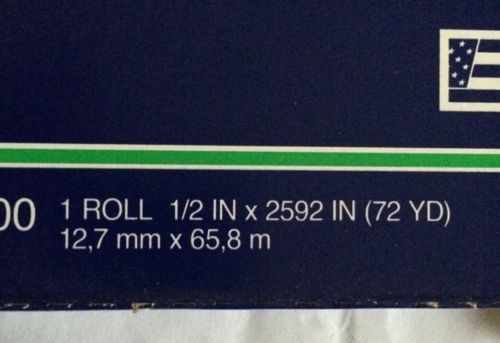 00 1 ROLL 1/2 IN x 2592 IN (72 YD)
12,7 mm x 65,8 m